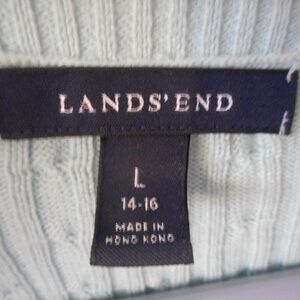 LANDS' END
L
14-16
MADE IN
HONG KONG